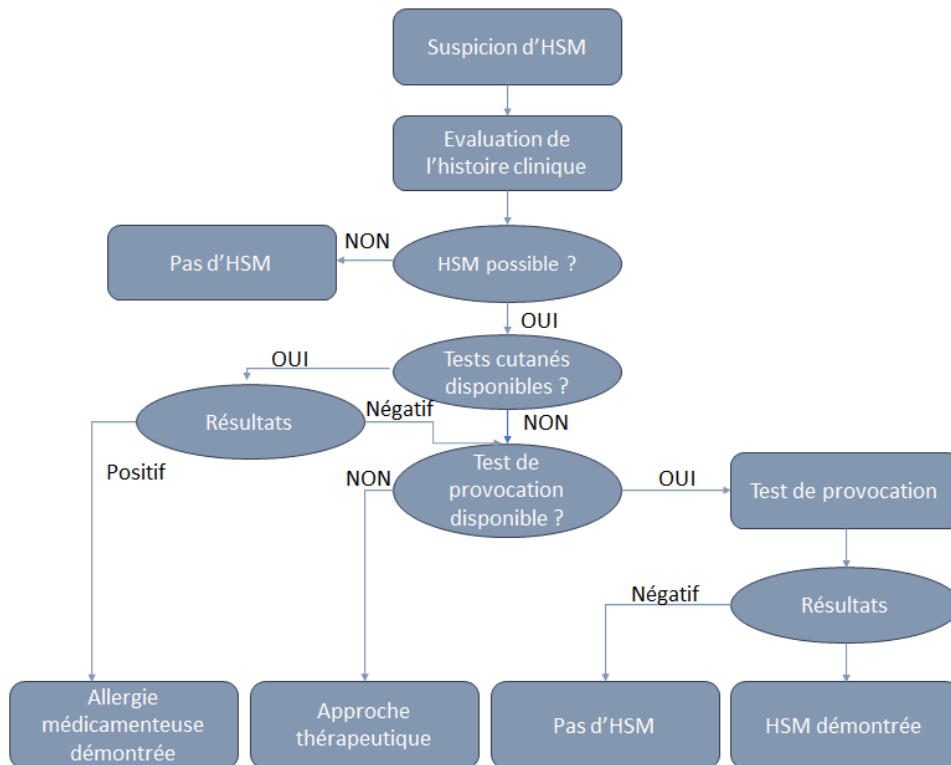 Suspicion d'HSM
Evaluation de
l'histoire clinique
NON
Pas d'HSM
HSM possible ?
OUI
OUI
Tests cutanés
disponibles ?
Résultats
Négatif
NON
Positif
NON
Test de
provocation
disponible ?
OUI
Test de provocation
Négatif
Résultats
Allergie
médicamenteuse
démontrée
Approche
thérapeutique
Pas d'HSM
HSM démontrée